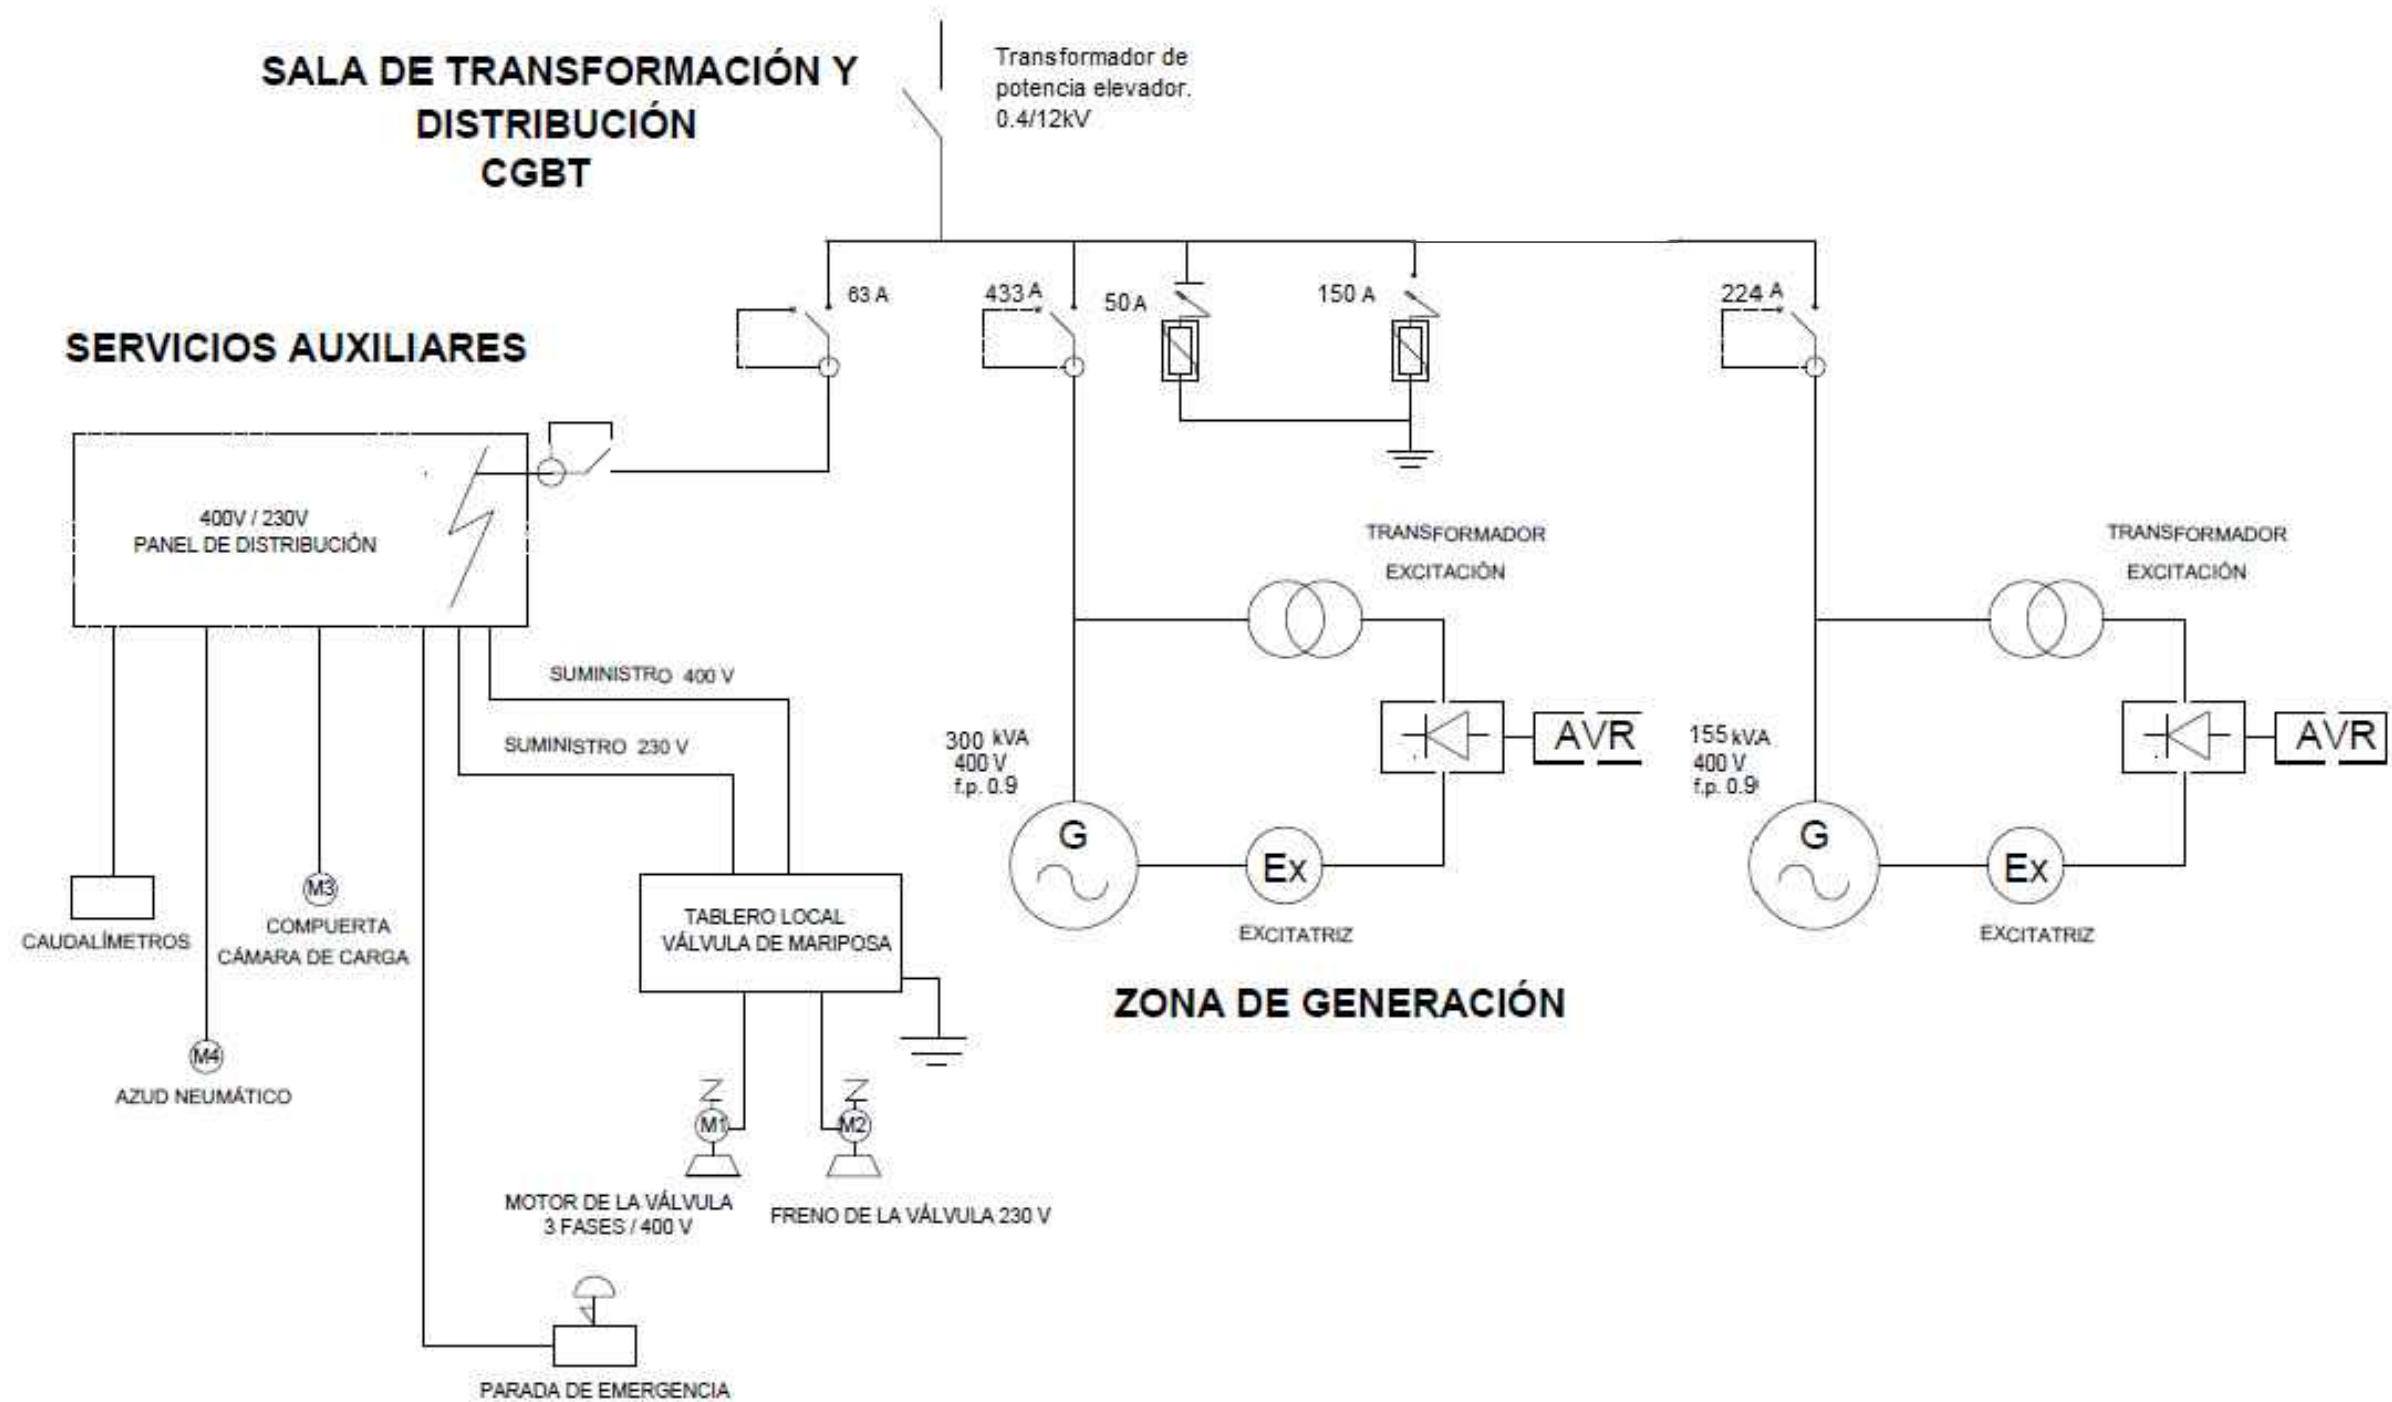 SALA DE TRANSFORMACIÓN Y
DISTRIBUCIÓN
CGBT
Transformador de
potencia elevador.
0.4/12kV
63 A
433 A
50 A
150 A
224 A
SERVICIOS AUXILIARES
400V / 230V
PANEL DE DISTRIBUCIÓN
TRANSFORMADOR
EXCITACIÓN
TRANSFORMADOR
EXCITACIÓN
SUMINISTRO 400 V
SUMINISTRO 230 V
300 kVA
400 V
f.p. 0.9
AVR
155 kVA
400 V
f.p. 0.9
AVR
G
Ex
EXCITATRIZ
G
Ex
EXCITATRIZ
CAUDALÍMETROS
M3
COMPUERTA
CÁMARA DE CARGA
TABLERO LOCAL
VÁLVULA DE MARIPOSA
ZONA DE GENERACIÓN
M4
AZUD NEUMÁTICO
M1
M2
MOTOR DE LA VÁLVULA
3 FASES / 400 V
FRENO DE LA VÁLVULA 230 V
PARADA DE EMERGENCIA